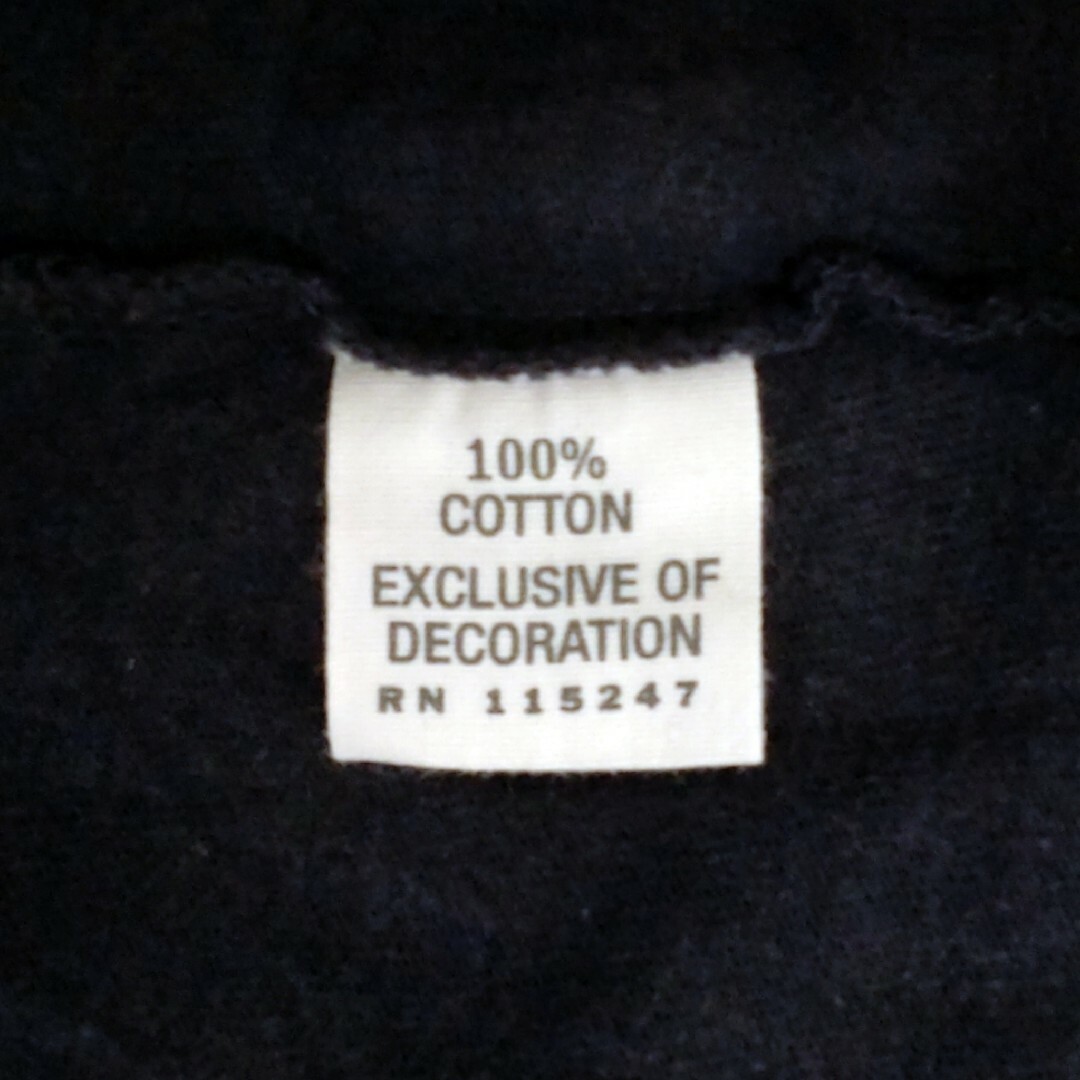 100%
COTTON
EXCLUSIVE OF
DECORATION
RN 115247